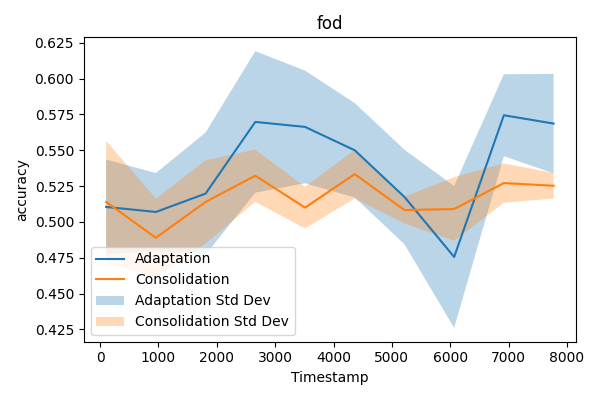 fod
0.625
0.600
0.575
0.550
0.525
0.500
0.475
0.450
0.425
accuracy
Adaptation
Consolidation
Adaptation Std Dev
Consolidation Std Dev
0 1000 2000 3000 4000 5000 6000 7000 8000
Timestamp